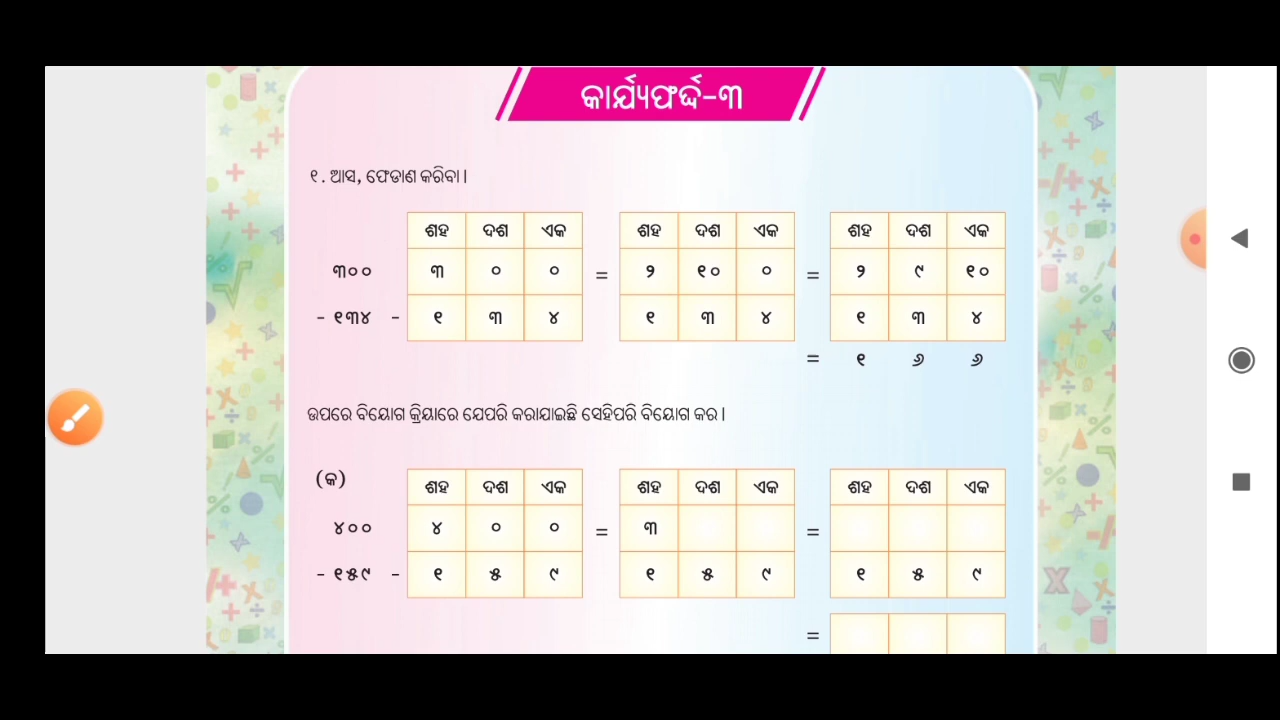 କାର୍ଯ୍ୟଫର୍ଦ୍ଦ-୩
୧. ଆସ, ଫେଡାଣ କରିବା।
ଶହ ଦଶ ଏକ ଶହ ଦଶ ଏକ ଶହ ଦଶ ଏକ
୩୦୦ ୩ ୦ ୦ = ୨ ୧୦ ୦ = ୨ ୯ ୧୦
- ୧୩୪ - ୧ ୩ ୪ ୧ ୩ ୪ ୧ ୩ ୪
= ୧ ୬ ୬
ଉପରେ ବିୟୋଗ କ୍ରିୟାରେ ଯେପରି କରାଯାଇଛି ସେହିପରି ବିୟୋଗ କର।
(କ) ଶହ ଦଶ ଏକ ଶହ ଦଶ ଏକ ଶହ ଦଶ ଏକ
୪୦୦ ୪ ୦ ୦ = ୩ =
- ୧୫୯ - ୧ ୫ ୯ ୧ ୫ ୯ ୧ ୫ ୯
=